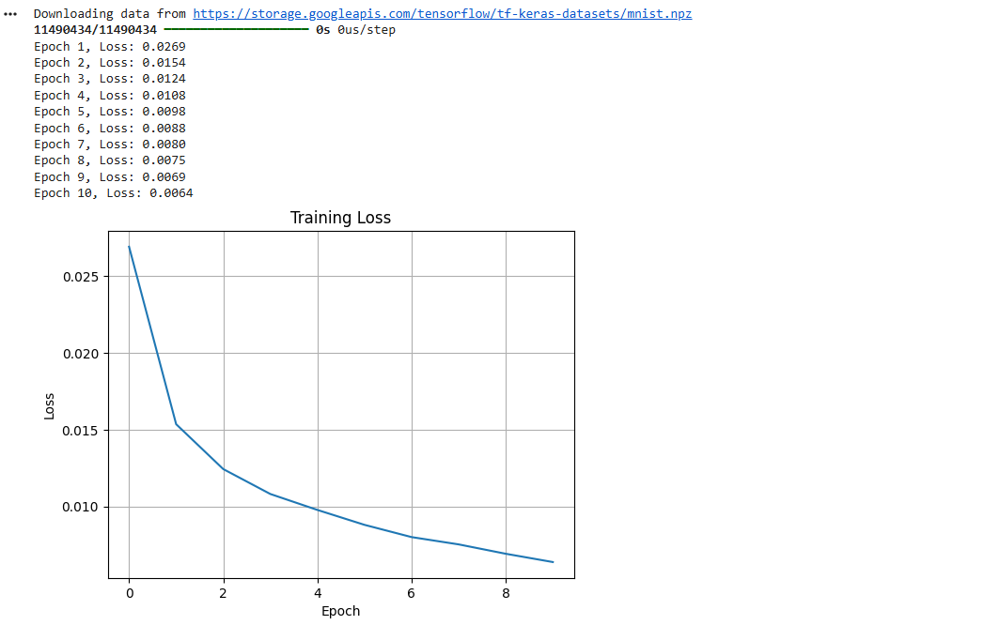 Downloading data from https://storage.googleapis.com/tensorflow/tf-keras-datasets/mnist.npz
11490434/11490434 ━━━━━━━━━━━━━━━━━━━━ 0s 0us/step
Epoch 1, Loss: 0.0269
Epoch 2, Loss: 0.0154
Epoch 3, Loss: 0.0124
Epoch 4, Loss: 0.0108
Epoch 5, Loss: 0.0098
Epoch 6, Loss: 0.0088
Epoch 7, Loss: 0.0080
Epoch 8, Loss: 0.0075
Epoch 9, Loss: 0.0069
Epoch 10, Loss: 0.0064
Training Loss
0.025
0.020
0.015
0.010
Loss
0 2 4 6 8
Epoch